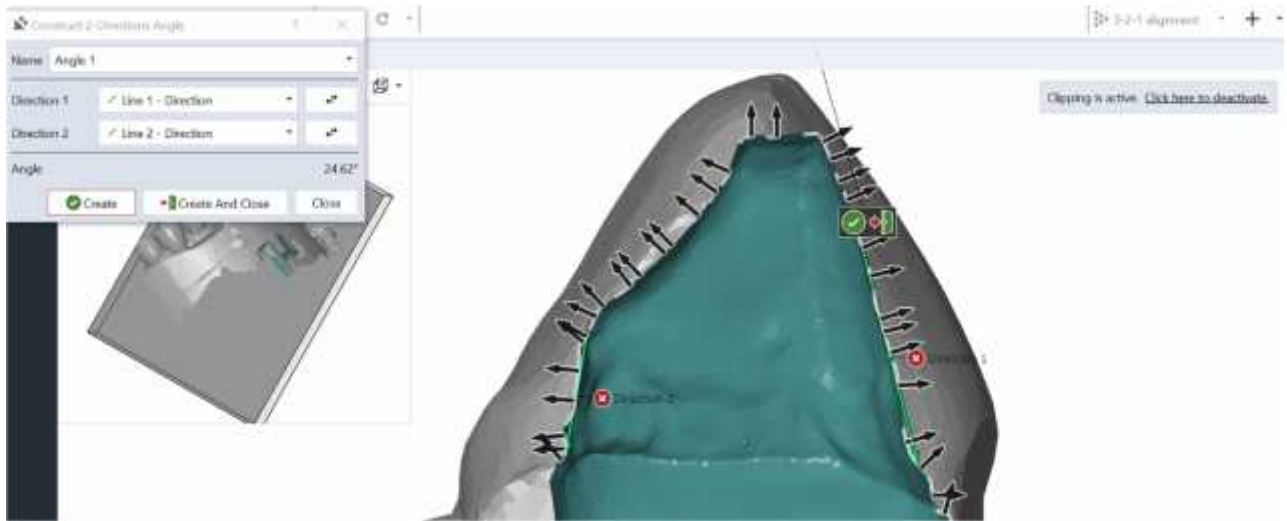 Construct 2-Directions Angle ? ×
3-2-1 alignment
Name Angle 1
Clipping is active. Click here to deactivate.
Direction 1 Line 1 - Direction
Direction 2 Line 2 - Direction
Angle 24.62°
Create Create And Close Close
Direction 1
Direction 2